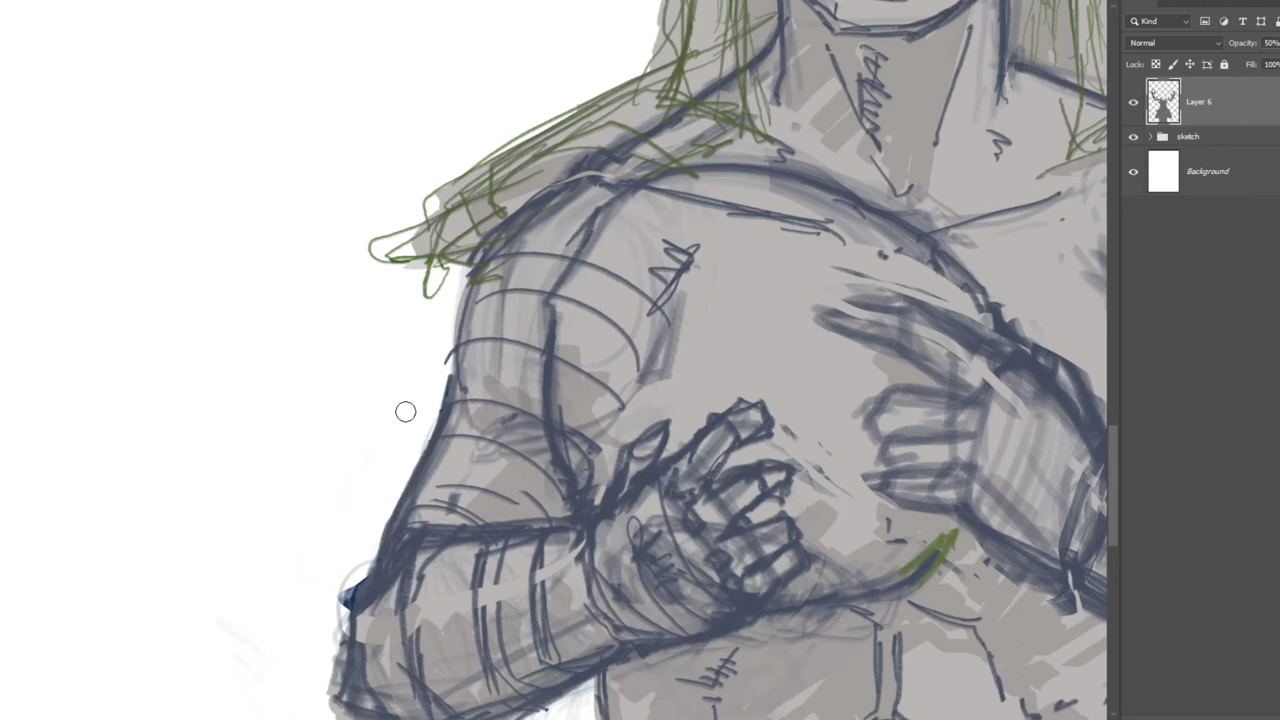 Kind
T
Normal Opacity: 50%
Lock: Fill: 100%
Layer 6
sketch
Background